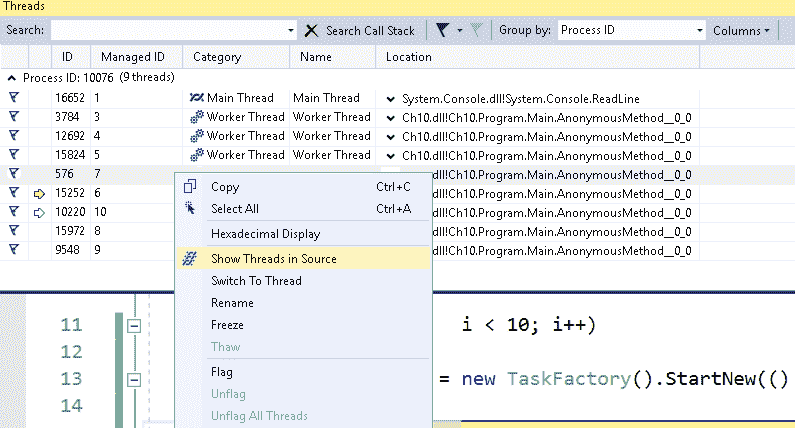 Threads
Search: Search Call Stack Group by: Process ID Columns
ID Managed ID Category Name Location
Process ID: 10076 (9 threads)
16652 1 Main Thread Main Thread System.Console.dll!System.Console.ReadLine
3784 3 Worker Thread Worker Thread Ch10.dll!Ch10.Program.Main.AnonymousMethod__0_0
12692 4 Worker Thread Worker Thread Ch10.dll!Ch10.Program.Main.AnonymousMethod__0_0
15824 5 Worker Thread Worker Thread Ch10.dll!Ch10.Program.Main.AnonymousMethod__0_0
576 7 .dll!Ch10.Program.Main.AnonymousMethod__0_0
15252 6 .dll!Ch10.Program.Main.AnonymousMethod__0_0
10220 10 .dll!Ch10.Program.Main.AnonymousMethod__0_0
15972 8 .dll!Ch10.Program.Main.AnonymousMethod__0_0
9548 9 .dll!Ch10.Program.Main.AnonymousMethod__0_0
Copy Ctrl+C
Select All Ctrl+A
Hexadecimal Display
Show Threads in Source
Switch To Thread
Rename
Freeze
Thaw
Flag
Unflag
Unflag All Threads
11 i < 10; i++)
12
13 = new TaskFactory().StartNew(()
14